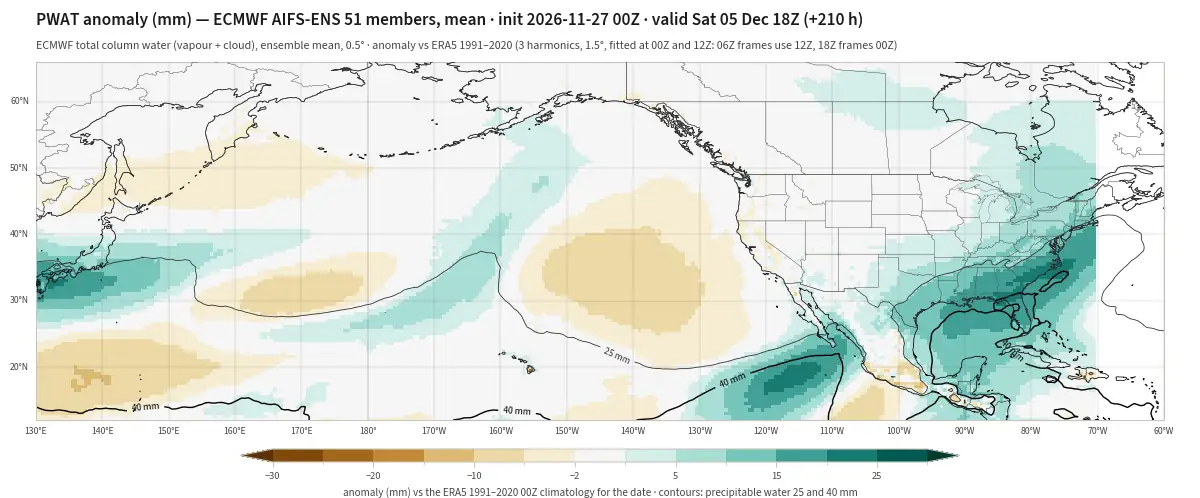 PWAT anomaly (mm) — ECMWF AIFS-ENS 51 members, mean · init 2026-11-27 00Z · valid Sat 05 Dec 18Z (+210 h)
ECMWF total column water (vapour + cloud), ensemble mean, 0.5° · anomaly vs ERA5 1991–2020 (3 harmonics, 1.5°, fitted at 00Z and 12Z: 06Z frames use 12Z, 18Z frames 00Z)
60°N
50°N
40°N
30°N
20°N
25 mm
40 mm
40 mm
40 mm
40 mm
130°E 140°E 150°E 160°E 170°E 180° 170°W 160°W 150°W 140°W 130°W 120°W 110°W 100°W 90°W 80°W 70°W 60°W
−30 −20 −10 −2 5 15 25
anomaly (mm) vs the ERA5 1991–2020 00Z climatology for the date · contours: precipitable water 25 and 40 mm